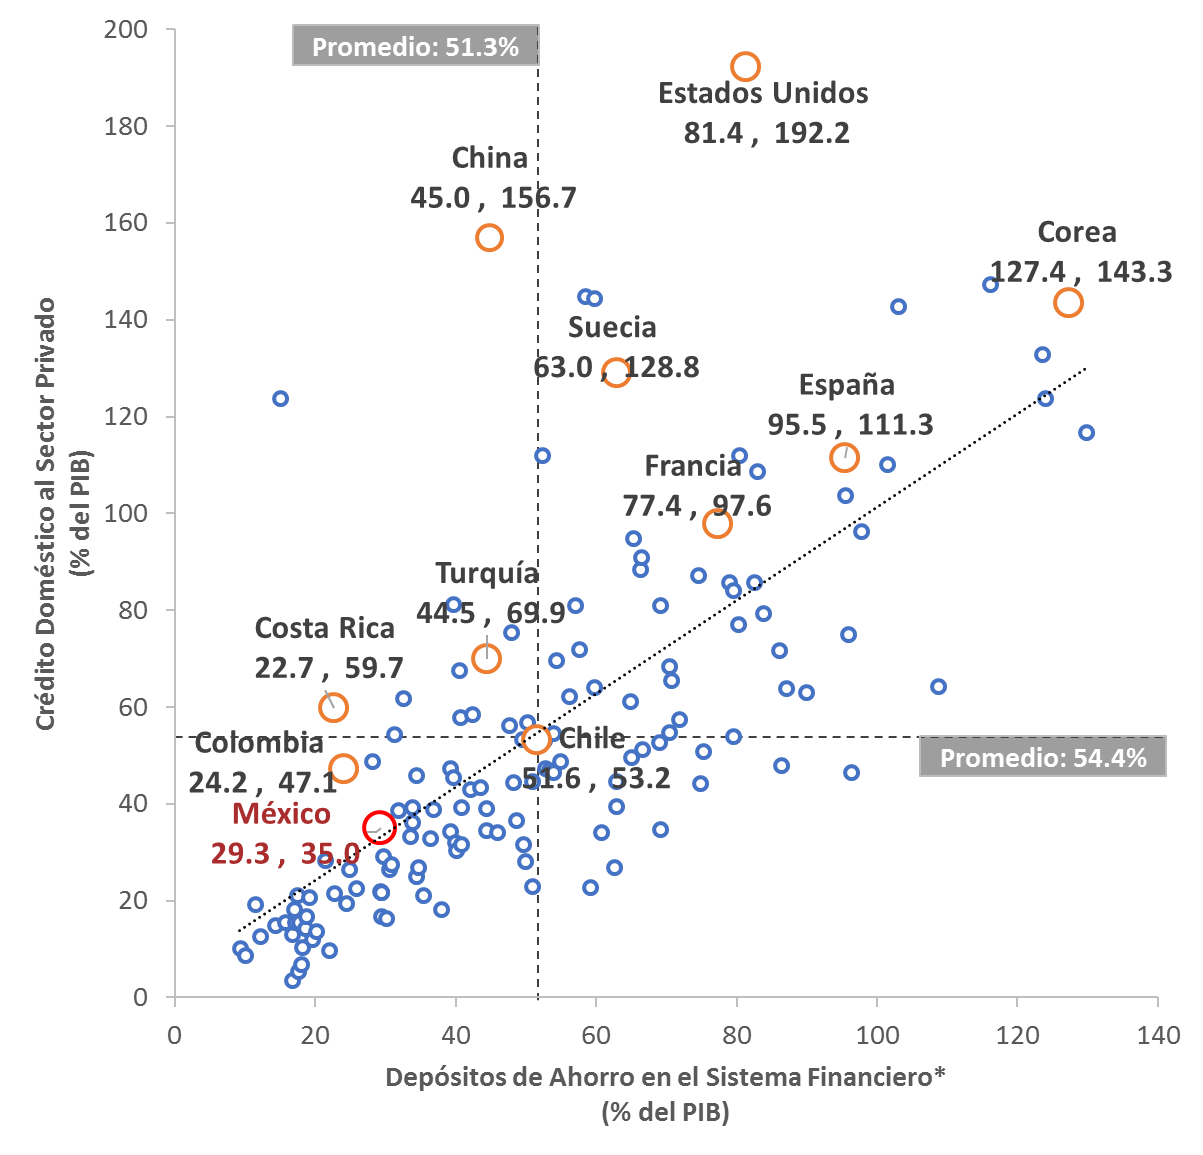 200
180
160
140
120
100
80
60
40
20
0
Crédito Doméstico al Sector Privado
(% del PIB)
Promedio: 51.3%
Estados Unidos
81.4 ,  192.2
China
45.0 ,  156.7
Corea
127.4 ,  143.3
Suecia
63.0 ,  128.8
España
95.5 ,  111.3
Francia
77.4 ,  97.6
Turquía
44.5 ,  69.9
Costa Rica
22.7 ,  59.7
Colombia
24.2 ,  47.1
Chile
51.6 ,  53.2
Promedio: 54.4%
México
29.3 ,  35.0
0
20
40
60
80
100
120
140
Depósitos de Ahorro en el Sistema Financiero*
(% del PIB)